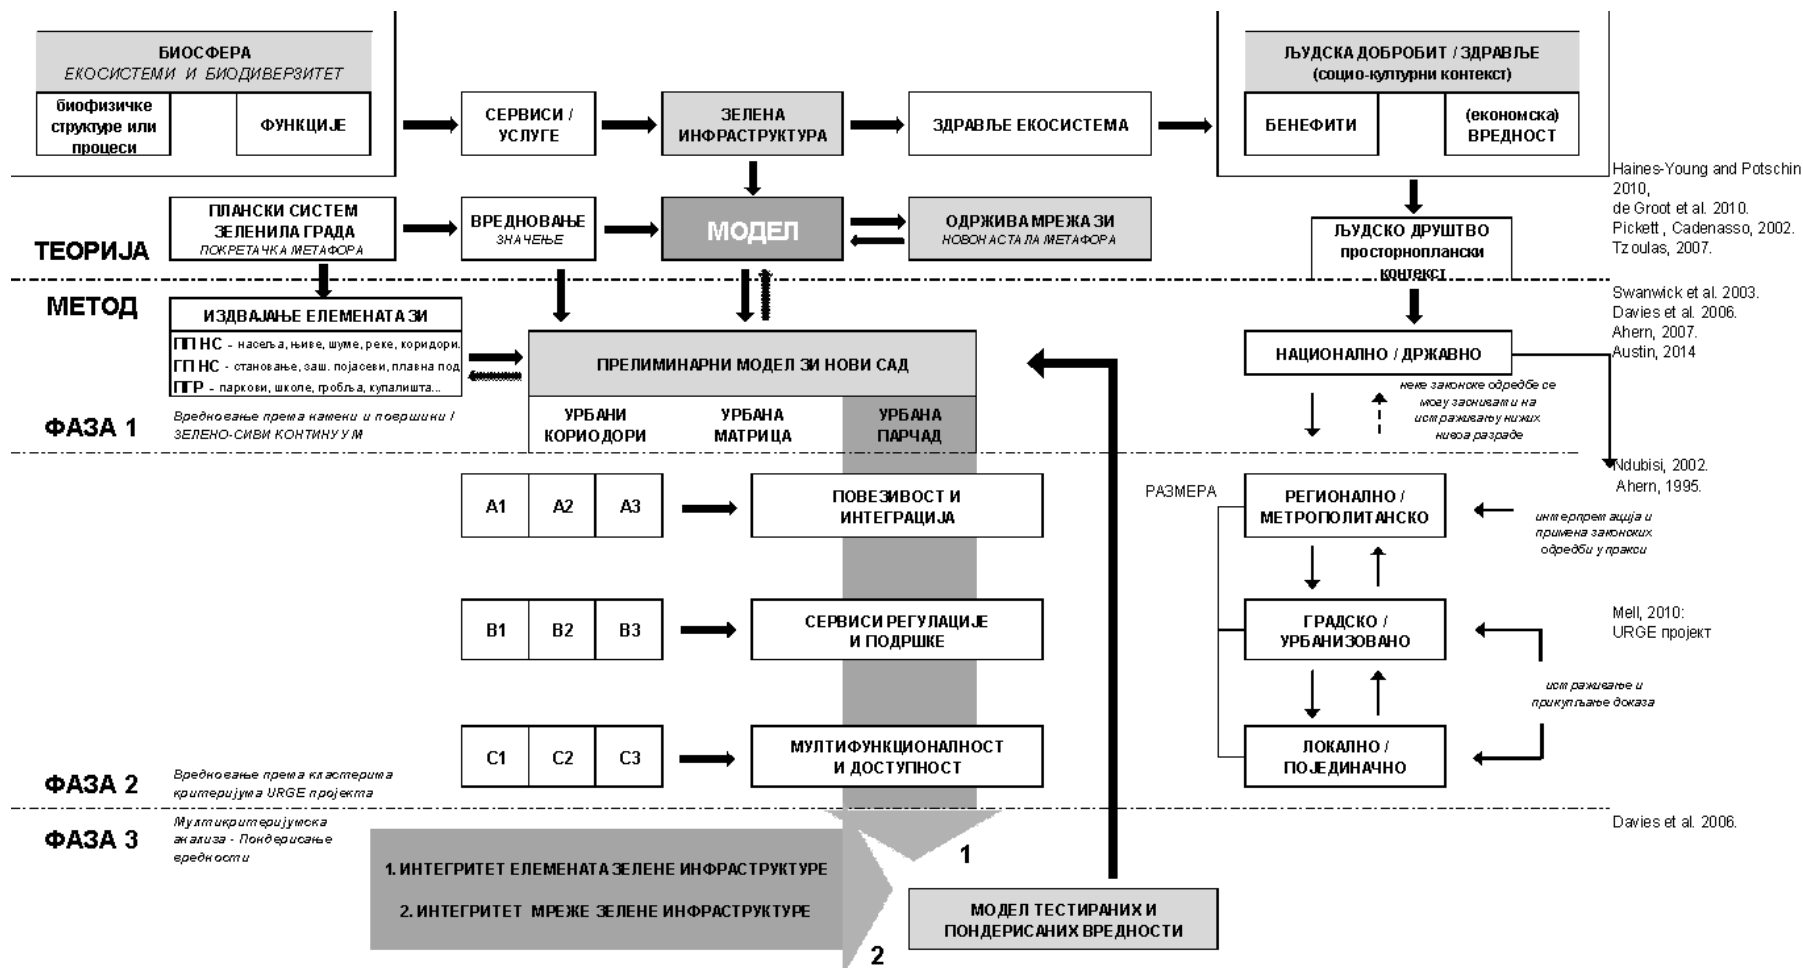 БИОСФЕРА
ЕКОСИСТЕМИ И БИОДИВЕРЗИТЕТ
биофизичке
структуре или
процеси
ФУНКЦИЈЕ
СЕРВИСИ /
УСЛУГЕ
ЗЕЛЕНА
ИНФРАСТРУКТУРА
ЗДРАВЉЕ ЕКОСИСТЕМА
ЉУДСКА ДОБРОБИТ / ЗДРАВЉЕ
(социо-културни контекст)
БЕНЕФИТИ
(економска)
ВРЕДНОСТ
Haines-Young and Potschin
2010,
de Groot et al. 2010.
Pickett, Cadenasso, 2002.
Tzoulas, 2007.
ТЕОРИЈА
ПЛАНСКИ СИСТЕМ
ЗЕЛЕНИЛА ГРАДА
ПОКРЕТАЧКА МЕТАФОРА
ВРЕДНОВАЊЕ
ЗНАЧЕЊЕ
МОДЕЛ
ОДРЖИВА МРЕЖА ЗИ
НОВОНАСТАЛА МЕТАФОРА
ЉУДСКО ДРУШТВО
просторноплански
контекст
МЕТОД
ИЗДВАЈАЊЕ ЕЛЕМЕНАТА ЗИ
ПП НС - насеља, њиве, шуме, реке, коридори.
ГП НС - становање, заш. појасеви, плавна под
ПГР - паркови, школе, гробља, купалишта...
ПРЕЛИМИНАРНИ МОДЕЛ ЗИ НОВИ САД
УРБАНИ
КОРИОДОРИ
УРБАНА
МАТРИЦА
УРБАНА
ПАРЧАД
НАЦИОНАЛНО / ДРЖАВНО
неке законске одредбе се
могу заснивати на
истраживању нижих
нивоа разраде
Swanwick et al. 2003.
Davies et al. 2006.
Ahern, 2007.
Austin, 2014
ФАЗА 1
Вредновање према намени и површини /
ЗЕЛЕНО-СИВИ КОНТИНУУМ
A1
A2
A3
ПОВЕЗИВОСТ И
ИНТЕГРАЦИЈА
РАЗМЕРА
РЕГИОНАЛНО /
МЕТРОПОЛИТАНСКО
Ndubisi, 2002.
Ahern, 1995.
интерпретација и
примена законских
одредби у пракси
B1
B2
B3
СЕРВИСИ РЕГУЛАЦИЈЕ
И ПОДРШКЕ
ГРАДСКО /
УРБАНИЗОВАНО
Mell, 2010:
URGE пројект
истраживање и
прикупљање доказа
C1
C2
C3
МУЛТИФУНКЦИОНАЛНОСТ
И ДОСТУПНОСТ
ЛОКАЛНО /
ПОЈЕДИНАЧНО
ФАЗА 2
Вредновање према кластерима
критеријума URGE пројекта
ФАЗА 3
Мултикритеријумска
анализа - Пондерисање
вредности
1. ИНТЕГРИТЕТ ЕЛЕМЕНАТА ЗЕЛЕНЕ ИНФРАСТРУКТУРЕ
2. ИНТЕГРИТЕТ МРЕЖЕ ЗЕЛЕНЕ ИНФРАСТРУКТУРЕ
1
2
МОДЕЛ ТЕСТИРАНИХ И
ПОНДЕРИСАНИХ ВРЕДНОСТИ
Davies et al. 2006.